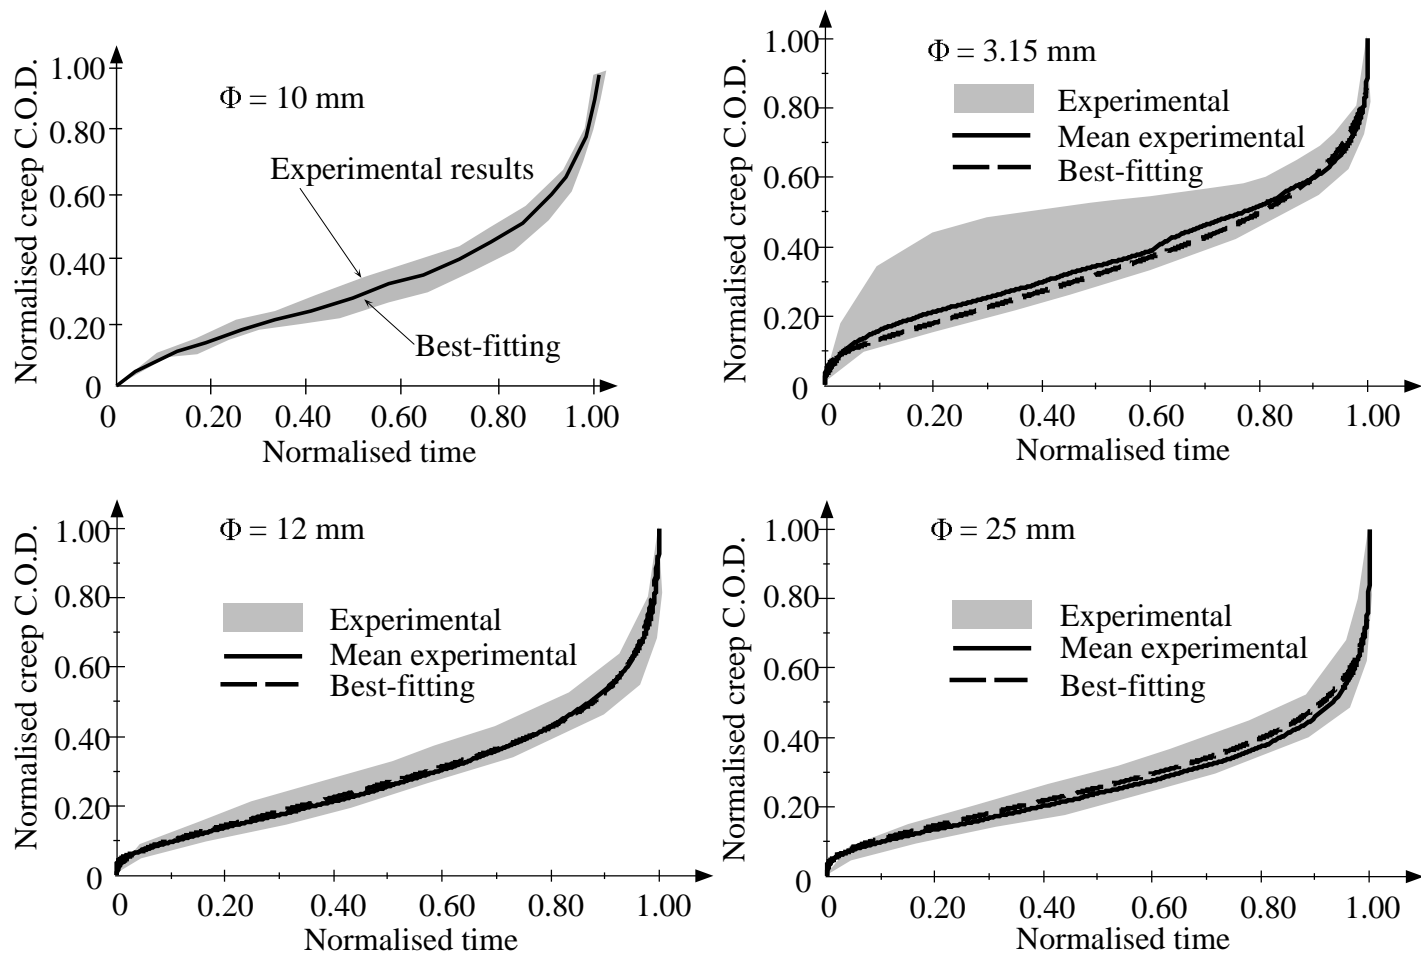 Φ = 10 mm
Normalised creep C.O.D.
1.00
0.80
0.60
0.40
0.20
0
Experimental results
Best-fitting
0 0.20 0.40 0.60 0.80 1.00
Normalised time
Φ = 3.15 mm
Experimental
Mean experimental
Best-fitting
Normalised creep C.O.D.
1.00
0.80
0.60
0.40
0.20
0
0 0.20 0.40 0.60 0.80 1.00
Normalised time
Φ = 12 mm
Experimental
Mean experimental
Best-fitting
Normalised creep C.O.D.
1.00
0.80
0.60
0.40
0.20
0
0 0.20 0.40 0.60 0.80 1.00
Normalised time
Φ = 25 mm
Experimental
Mean experimental
Best-fitting
Normalised creep C.O.D.
1.00
0.80
0.60
0.40
0.20
0
0 0.20 0.40 0.60 0.80 1.00
Normalised time